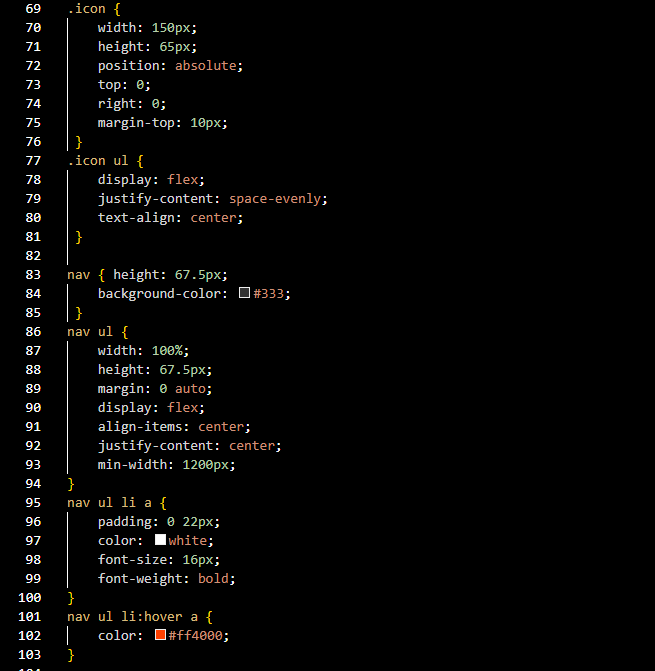 69 .icon {
70     width: 150px;
71     height: 65px;
72     position: absolute;
73     top: 0;
74     right: 0;
75     margin-top: 10px;
76  }
77 .icon ul {
78     display: flex;
79     justify-content: space-evenly;
80     text-align: center;
81  }
82
83 nav { height: 67.5px;
84     background-color: #333;
85  }
86 nav ul {
87     width: 100%;
88     height: 67.5px;
89     margin: 0 auto;
90     display: flex;
91     align-items: center;
92     justify-content: center;
93     min-width: 1200px;
94 }
95 nav ul li a {
96     padding: 0 22px;
97     color: white;
98     font-size: 16px;
99     font-weight: bold;
100 }
101 nav ul li:hover a {
102     color: #ff4000;
103 }